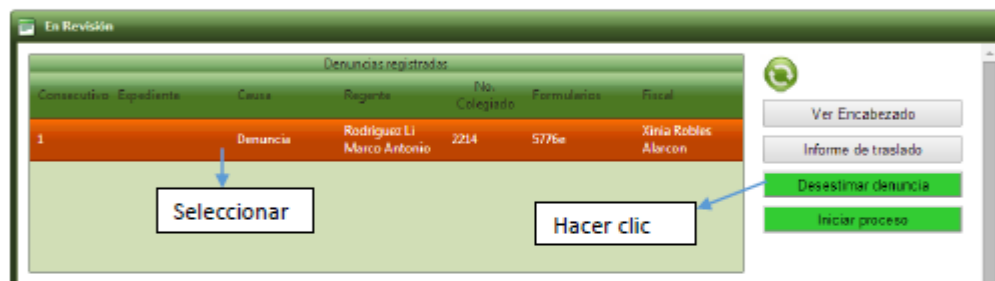 En Revisión
Denuncias registradas
Consecutivo Expediente Causa Regente No. Colegiado Formularios Fiscal
1 Denuncia Rodriguez Li Marco Antonio 2214 5776e Xinia Robles Alarcon
Ver Encabezado
Informe de traslado
Desestimar denuncia
Iniciar proceso
Seleccionar
Hacer clic